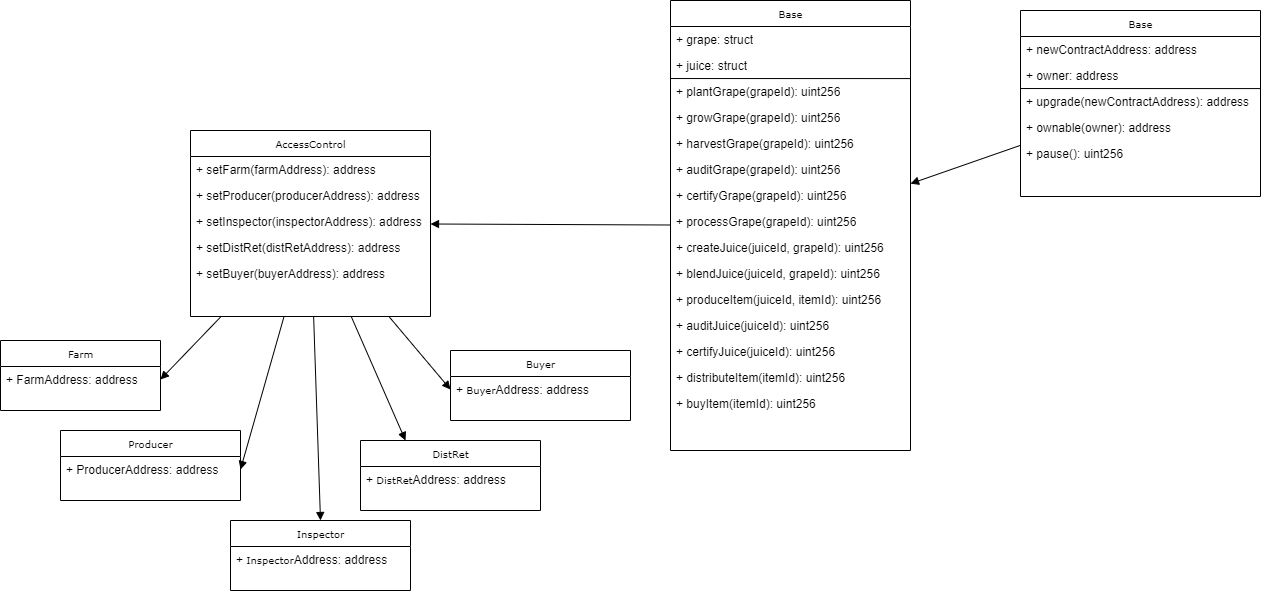 Base
+ grape: struct
+ juice: struct
+ plantGrape(grapeId): uint256
+ growGrape(grapeId): uint256
+ harvestGrape(grapeId): uint256
+ auditGrape(grapeId): uint256
+ certifyGrape(grapeId): uint256
+ processGrape(grapeId): uint256
+ createJuice(juiceId, grapeId): uint256
+ blendJuice(juiceId, grapeId): uint256
+ produceItem(juiceId, itemId): uint256
+ auditJuice(juiceId): uint256
+ certifyJuice(juiceId): uint256
+ distributeItem(itemId): uint256
+ buyItem(itemId): uint256
Base
+ newContractAddress: address
+ owner: address
+ upgrade(newContractAddress): address
+ ownable(owner): address
+ pause(): uint256
AccessControl
+ setFarm(farmAddress): address
+ setProducer(producerAddress): address
+ setInspector(inspectorAddress): address
+ setDistRet(distRetAddress): address
+ setBuyer(buyerAddress): address
Farm
+ FarmAddress: address
Buyer
+ BuyerAddress: address
Producer
+ ProducerAddress: address
DistRet
+ DistRetAddress: address
Inspector
+ InspectorAddress: address